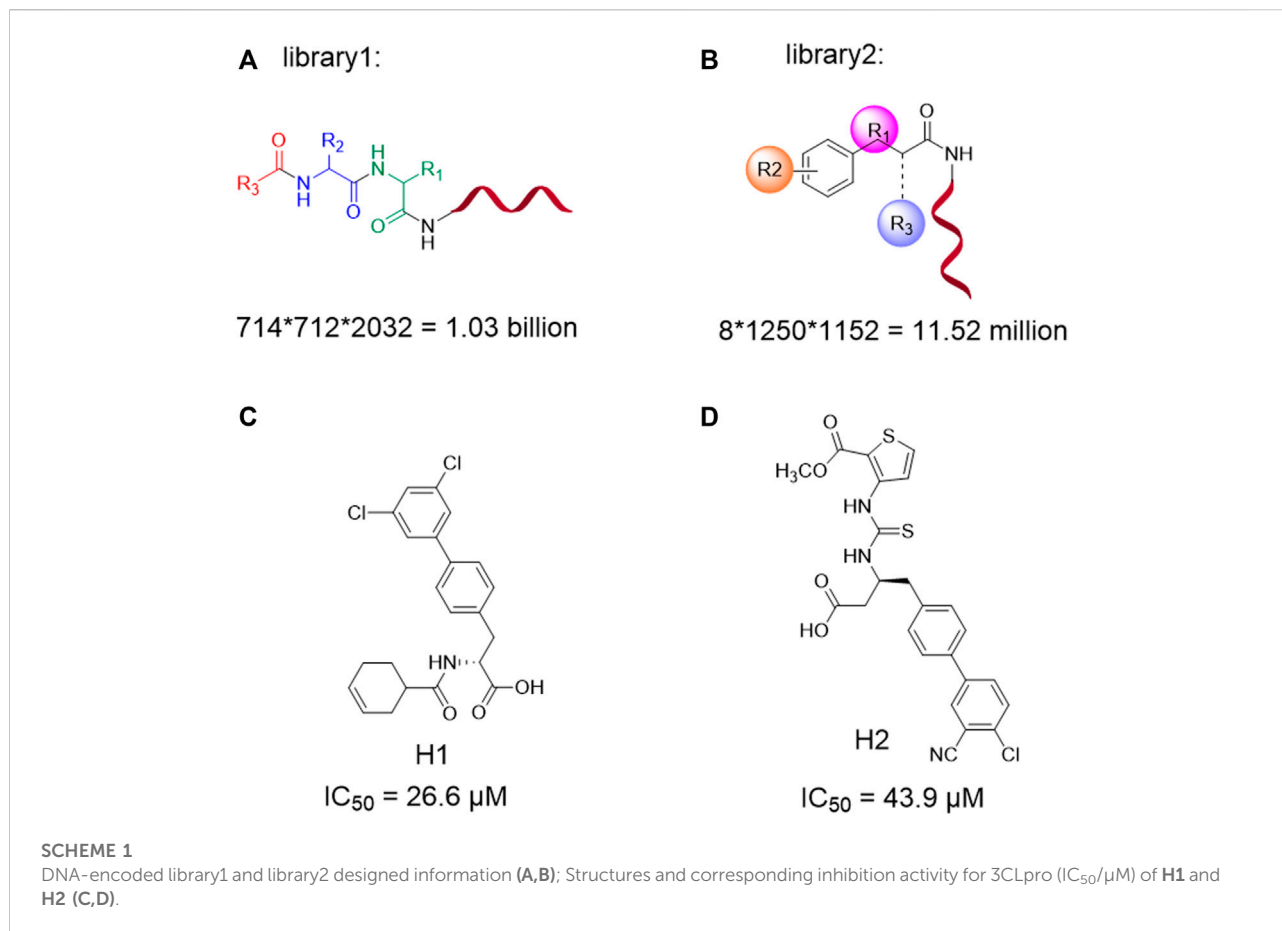 A library1:
B library2:
O
R2
H
N
R1
R3
N
H
O
O
N
H
R1
O
NH
R2
R3
714*712*2032 = 1.03 billion
8*1250*1152 = 11.52 million
C
D
Cl
Cl
HN
OH
O
O
H1
IC50 = 26.6 μM
O
S
H3CO
HN
S
HN
O
HO
NC
Cl
H2
IC50 = 43.9 μM
SCHEME 1
DNA-encoded library1 and library2 designed information (A,B); Structures and corresponding inhibition activity for 3CLpro (IC50/μM) of H1 and
H2 (C,D).